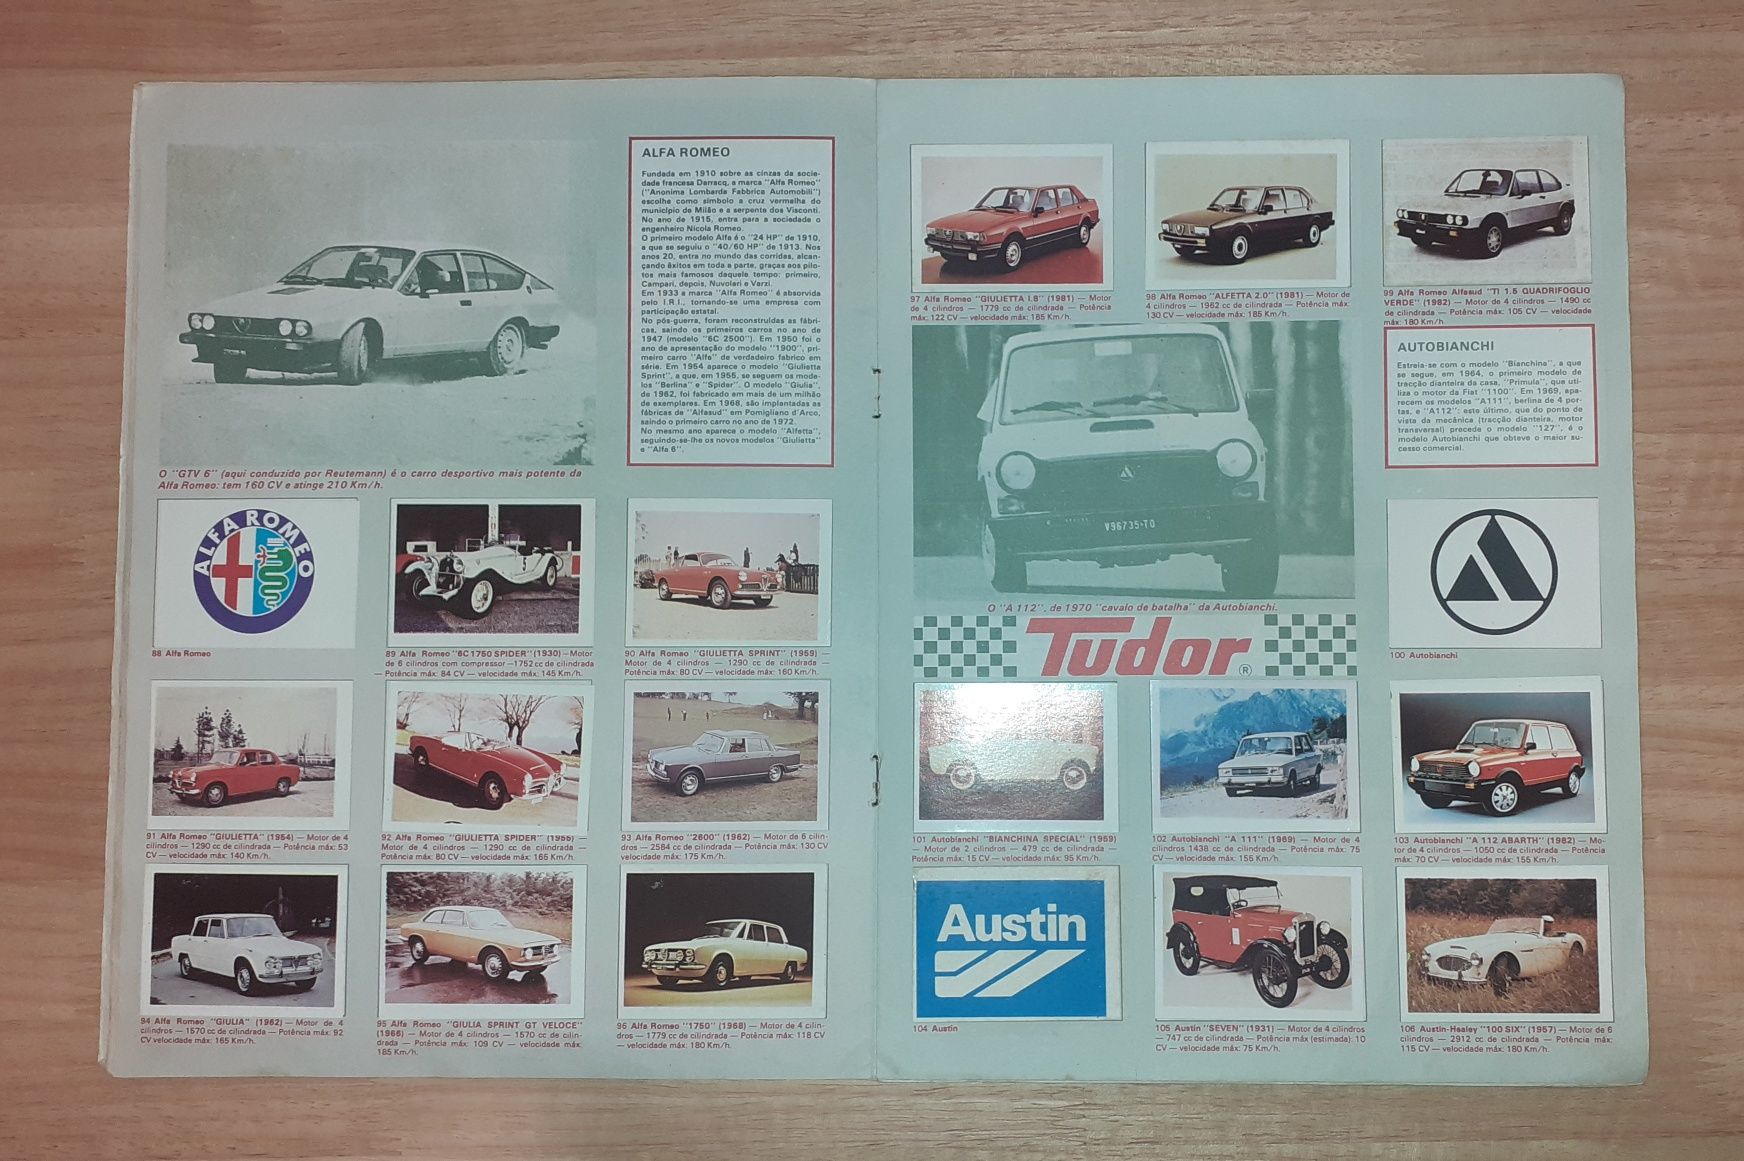 ALFA ROMEO
Fundada em 1910 sobre as cinzas da socie-
dade francesa Darracq, a marca "Alfa Romeo"
("Anonima Lombarda Fabbrica Automobili")
escolhe como símbolo a cruz vermelha do
município de Milão e a serpente dos Visconti.
No ano de 1915, entra para a sociedade o
engenheiro Nicola Romeo.
O primeiro modelo Alfa é o "24 HP" de 1910,
a que se seguiu o "40/60 HP" de 1913. Nos
anos 20, entra no mundo das corridas, alcan-
çando êxitos em toda a parte, graças aos pilo-
tos mais famosos daquele tempo: primeiro,
Campari, depois, Nuvolari e Varzi.
Em 1933 a marca "Alfa Romeo" é absorvida
pelo I.R.I., tornando-se uma empresa com
participação estatal.
No pós-guerra, foram reconstruídas as fábri-
cas, saindo os primeiros carros no ano de
1947 (modelo "6C 2500"). Em 1950 foi o
ano de apresentação do modelo "1900", pri-
meiro carro "Alfa" de verdadeiro fabrico em
série. Em 1954 aparece o modelo "Giulietta
Sprint", a que, em 1955, se seguem os mode-
los "Berlina" e "Spider". O modelo "Giulia",
de 1962, foi fabricado em mais de um milhão
de exemplares. Em 1968, são implantadas as
fábricas de "Alfasud" em Pomigliano d'Arco,
saindo o primeiro carro no ano de 1972.
No mesmo ano aparece o modelo "Alfetta",
seguindo-se-lhe os novos modelos "Giulietta"
e "Alfa 6".
O "GTV 6" (aqui conduzido por Reutemann) é o carro desportivo mais potente da
Alfa Romeo: tem 160 CV e atinge 210 Km/h.
ALFA ROMEO
88 Alfa Romeo
5
89 Alfa Romeo "6C 1750 SPIDER" (1930) — Motor
de 6 cilindros com compressor — 1752 cc de cilindrada
— Potência máx: 84 CV — velocidade máx: 145 Km/h.
90 Alfa Romeo "GIULIETTA SPRINT" (1959) —
Motor de 4 cilindros — 1290 cc de cilindrada —
Potência máx: 80 CV — velocidade máx: 160 Km/h.
91 Alfa Romeo "GIULIETTA" (1954) — Motor de 4
cilindros — 1290 cc de cilindrada — Potência máx: 53
CV — velocidade máx: 140 Km/h.
92 Alfa Romeo "GIULIETTA SPIDER" (1955) —
Motor de 4 cilindros — 1290 cc de cilindrada —
Potência máx: 80 CV — velocidade máx: 165 Km/h.
93 Alfa Romeo "2600" (1962) — Motor de 6 cilin-
dros — 2584 cc de cilindrada — Potência máx: 130 CV
— velocidade máx: 175 Km/h.
94 Alfa Romeo "GIULIA" (1962) — Motor de 4
cilindros — 1570 cc de cilindrada — Potência máx: 92
CV velocidade máx: 165 Km/h.
95 Alfa Romeo "GIULIA SPRINT GT VELOCE"
(1966) — Motor de 4 cilindros — 1570 cc de cilin-
drada — Potência máx: 109 CV — velocidade máx:
185 Km/h.
96 Alfa Romeo "1750" (1968) — Motor de 4 cilin-
dros — 1779 cc de cilindrada — Potência máx: 118 CV
— velocidade máx: 180 Km/h.
97 Alfa Romeo "GIULIETTA 1.8" (1981) — Motor
de 4 cilindros — 1779 cc de cilindrada — Potência
máx: 122 CV — velocidade máx: 185 Km/h.
98 Alfa Romeo "ALFETTA 2.0" (1981) — Motor de
4 cilindros — 1962 cc de cilindrada — Potência máx:
130 CV — velocidade máx: 185 Km/h.
99 Alfa Romeo Alfasud "TI 1.5 QUADRIFOGLIO
VERDE" (1982) — Motor de 4 cilindros — 1490 cc
de cilindrada — Potência máx: 105 CV — velocidade
máx: 180 Km/h.
V96735-TO
O "A 112", de 1970 "cavalo de batalha" da Autobianchi.
AUTOBIANCHI
Estreia-se com o modelo "Bianchina", a que
se segue, em 1964, o primeiro modelo de
tracção dianteira da casa, "Primula", que uti-
liza o motor da Fiat "1100". Em 1969, apa-
recem os modelos "A111", berlina de 4 por-
tas, e "A112": este último, que do ponto de
vista da mecânica (tracção dianteira, motor
transversal) precede o modelo "127", é o
modelo Autobianchi que obteve o maior su-
cesso comercial.
Tudor ®
100 Autobianchi
101 Autobianchi "BIANCHINA SPECIAL" (1959)
— Motor de 2 cilindros — 479 cc de cilindrada —
Potência máx: 15 CV — velocidade máx: 95 Km/h.
102 Autobianchi "A 111" (1969) — Motor de 4
cilindros 1438 cc de cilindrada — Potência máx: 75
CV — velocidade máx: 155 Km/h.
103 Autobianchi "A 112 ABARTH" (1982) — Mo-
tor de 4 cilindros — 1050 cc de cilindrada — Potência
máx: 70 CV — velocidade máx: 155 Km/h.
Austin
104 Austin
105 Austin "SEVEN" (1931) — Motor de 4 cilindros
— 747 cc de cilindrada — Potência máx (estimada): 10
CV — velocidade máx: 75 Km/h.
106 Austin-Healey "100 SIX" (1957) — Motor de 6
cilindros — 2912 cc de cilindrada — Potência máx:
115 CV — velocidade máx: 180 Km/h.